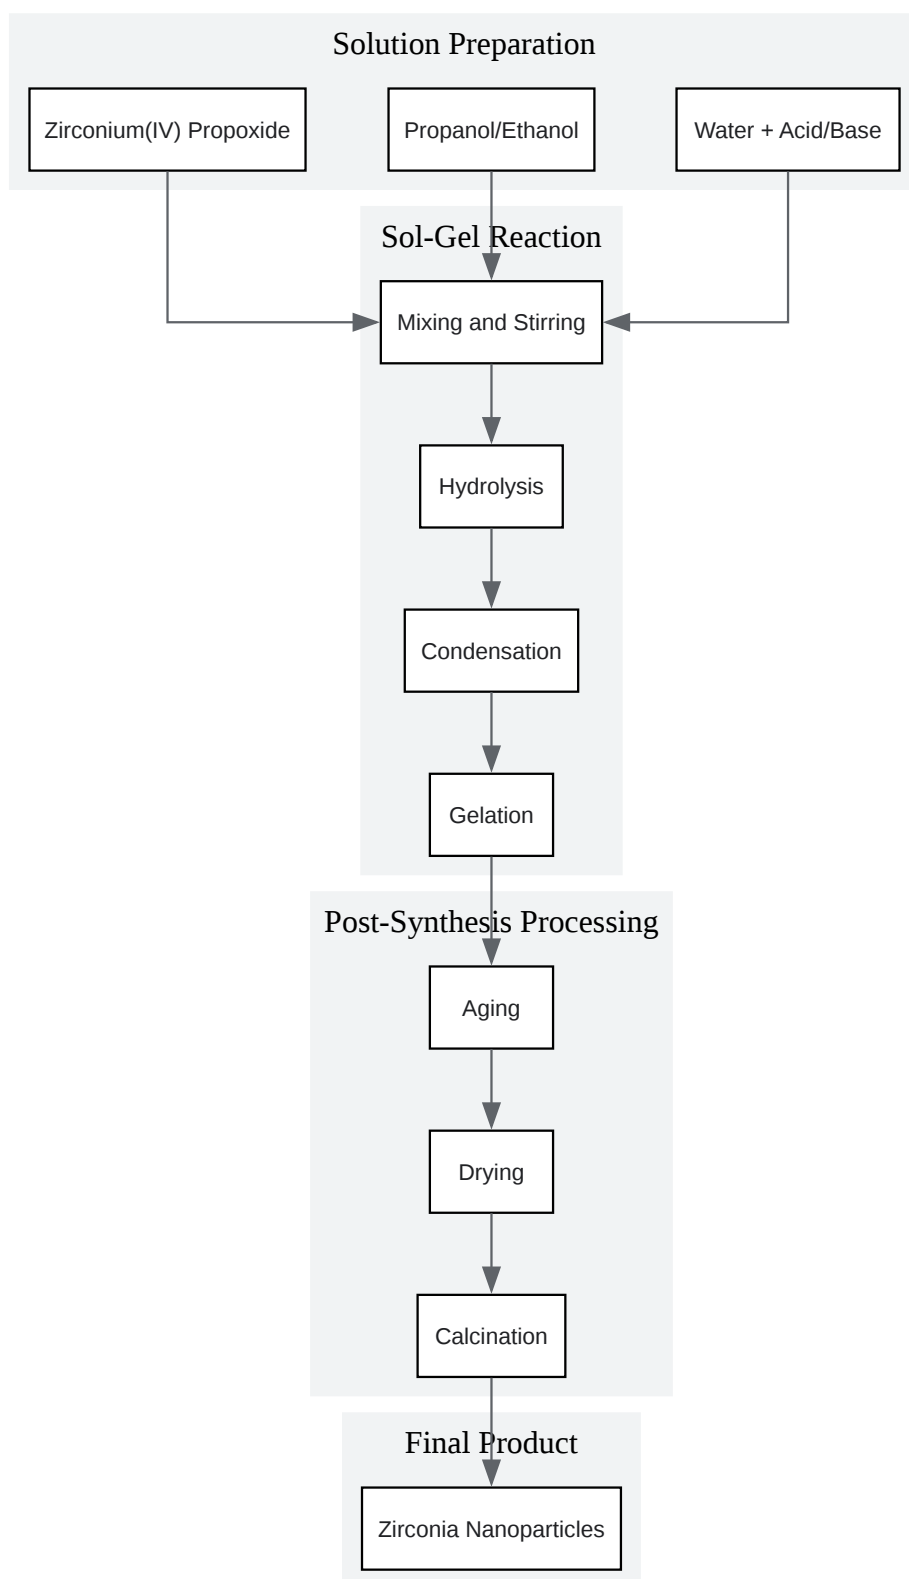 Solution Preparation
Zirconium(IV) Propoxide
Propanol/Ethanol
Water + Acid/Base
Sol-Gel Reaction
Mixing and Stirring
Hydrolysis
Condensation
Gelation
Post-Synthesis Processing
Aging
Drying
Calcination
Final Product
Zirconia Nanoparticles